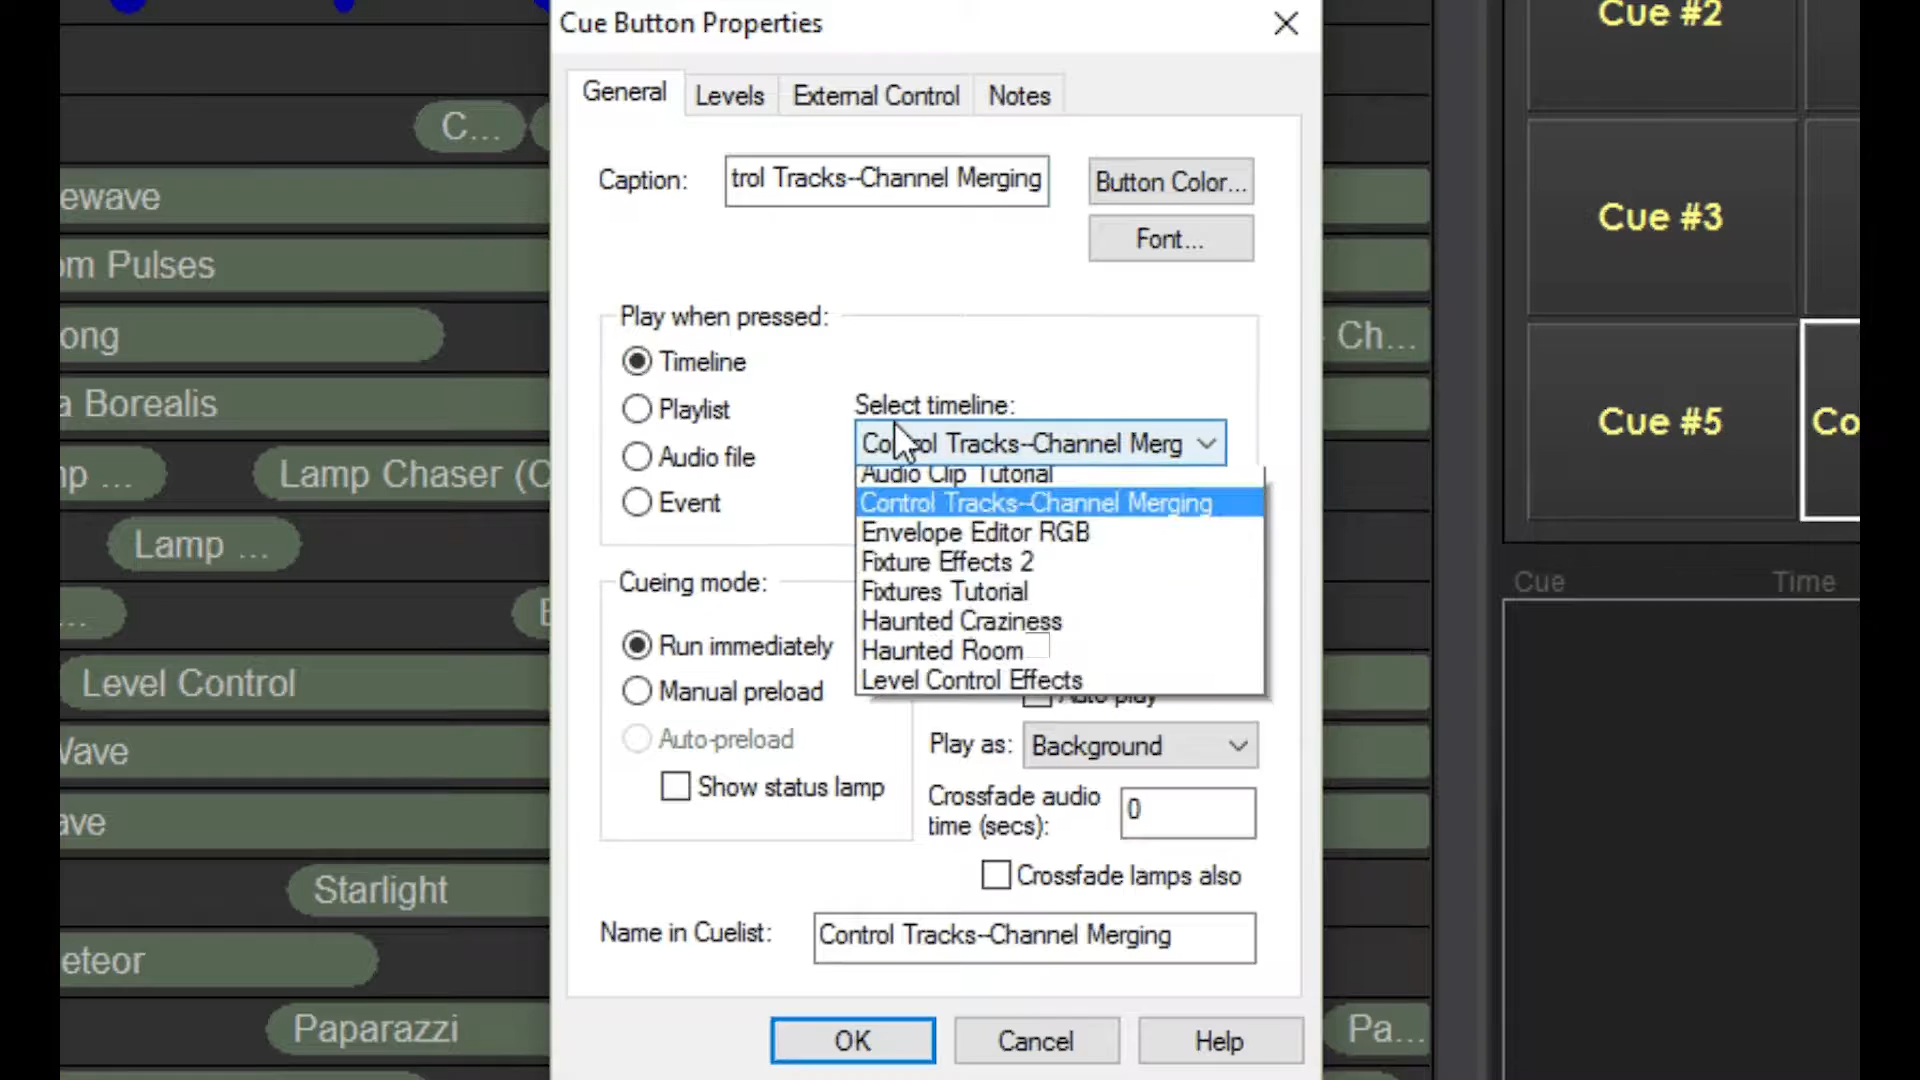 Cue Button Properties
General
Levels
External Control
Notes
Caption:
trol Tracks--Channel Merging
Button Color...
Font...
Play when pressed:
Timeline
Playlist
Audio file
Event
Select timeline:
Control Tracks--Channel Merg
Audio Clip Tutorial
Control Tracks--Channel Merging
Envelope Editor RGB
Fixture Effects 2
Fixtures Tutorial
Haunted Craziness
Haunted Room
Level Control Effects
Cueing mode:
Run immediately
Manual preload
Auto-preload
Show status lamp
Auto play
Play as:
Background
Crossfade audio
time (secs):
0
Crossfade lamps also
Name in Cuelist:
Control Tracks--Channel Merging
OK
Cancel
Help
C...
ewave
om Pulses
ong
a Borealis
mp ...
Lamp Chaser (C
Lamp ...
...
Level Control
Wave
ave
Starlight
eteor
Paparazzi
Ch...
Pa...
Cue #2
Cue #3
Cue #5
Co
Cue
Time